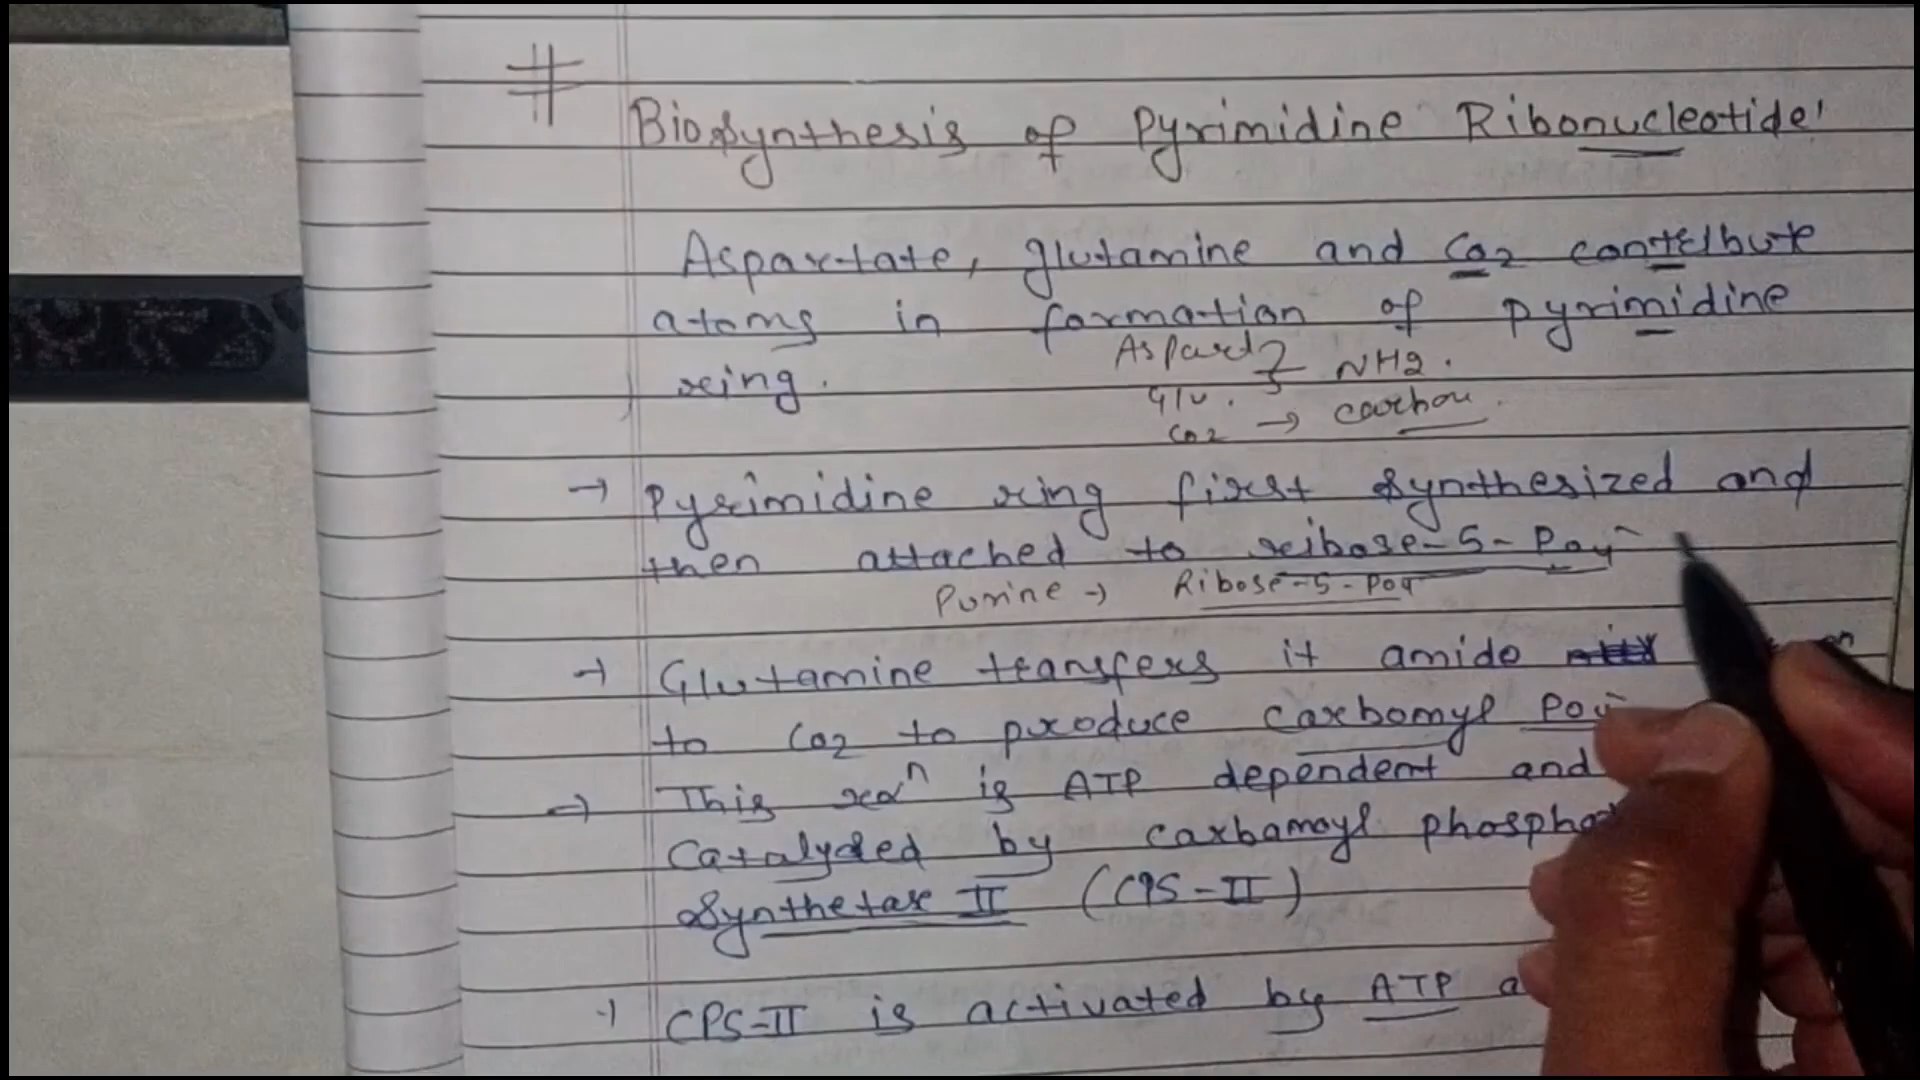 #
Biosynthesis of Pyrimidine Ribonucleotide'
Aspartate, glutamine and CO2 contribute
atoms in formation of pyrimidine
ring.
Aspart } NH2.
Glu.
CO2 → carbon.
→ Pyrimidine ring first synthesized and
then attached to ribose-5-PO4-
Purine → Ribose-5-PO4
→ Glutamine transfers it amido
to CO2 to produce carbomyl PO4-
→ This rxn is ATP dependent and
Catalysed by carbamoyl
Synthetase II (CPS-II)
→ CPS-II is activated by ATP